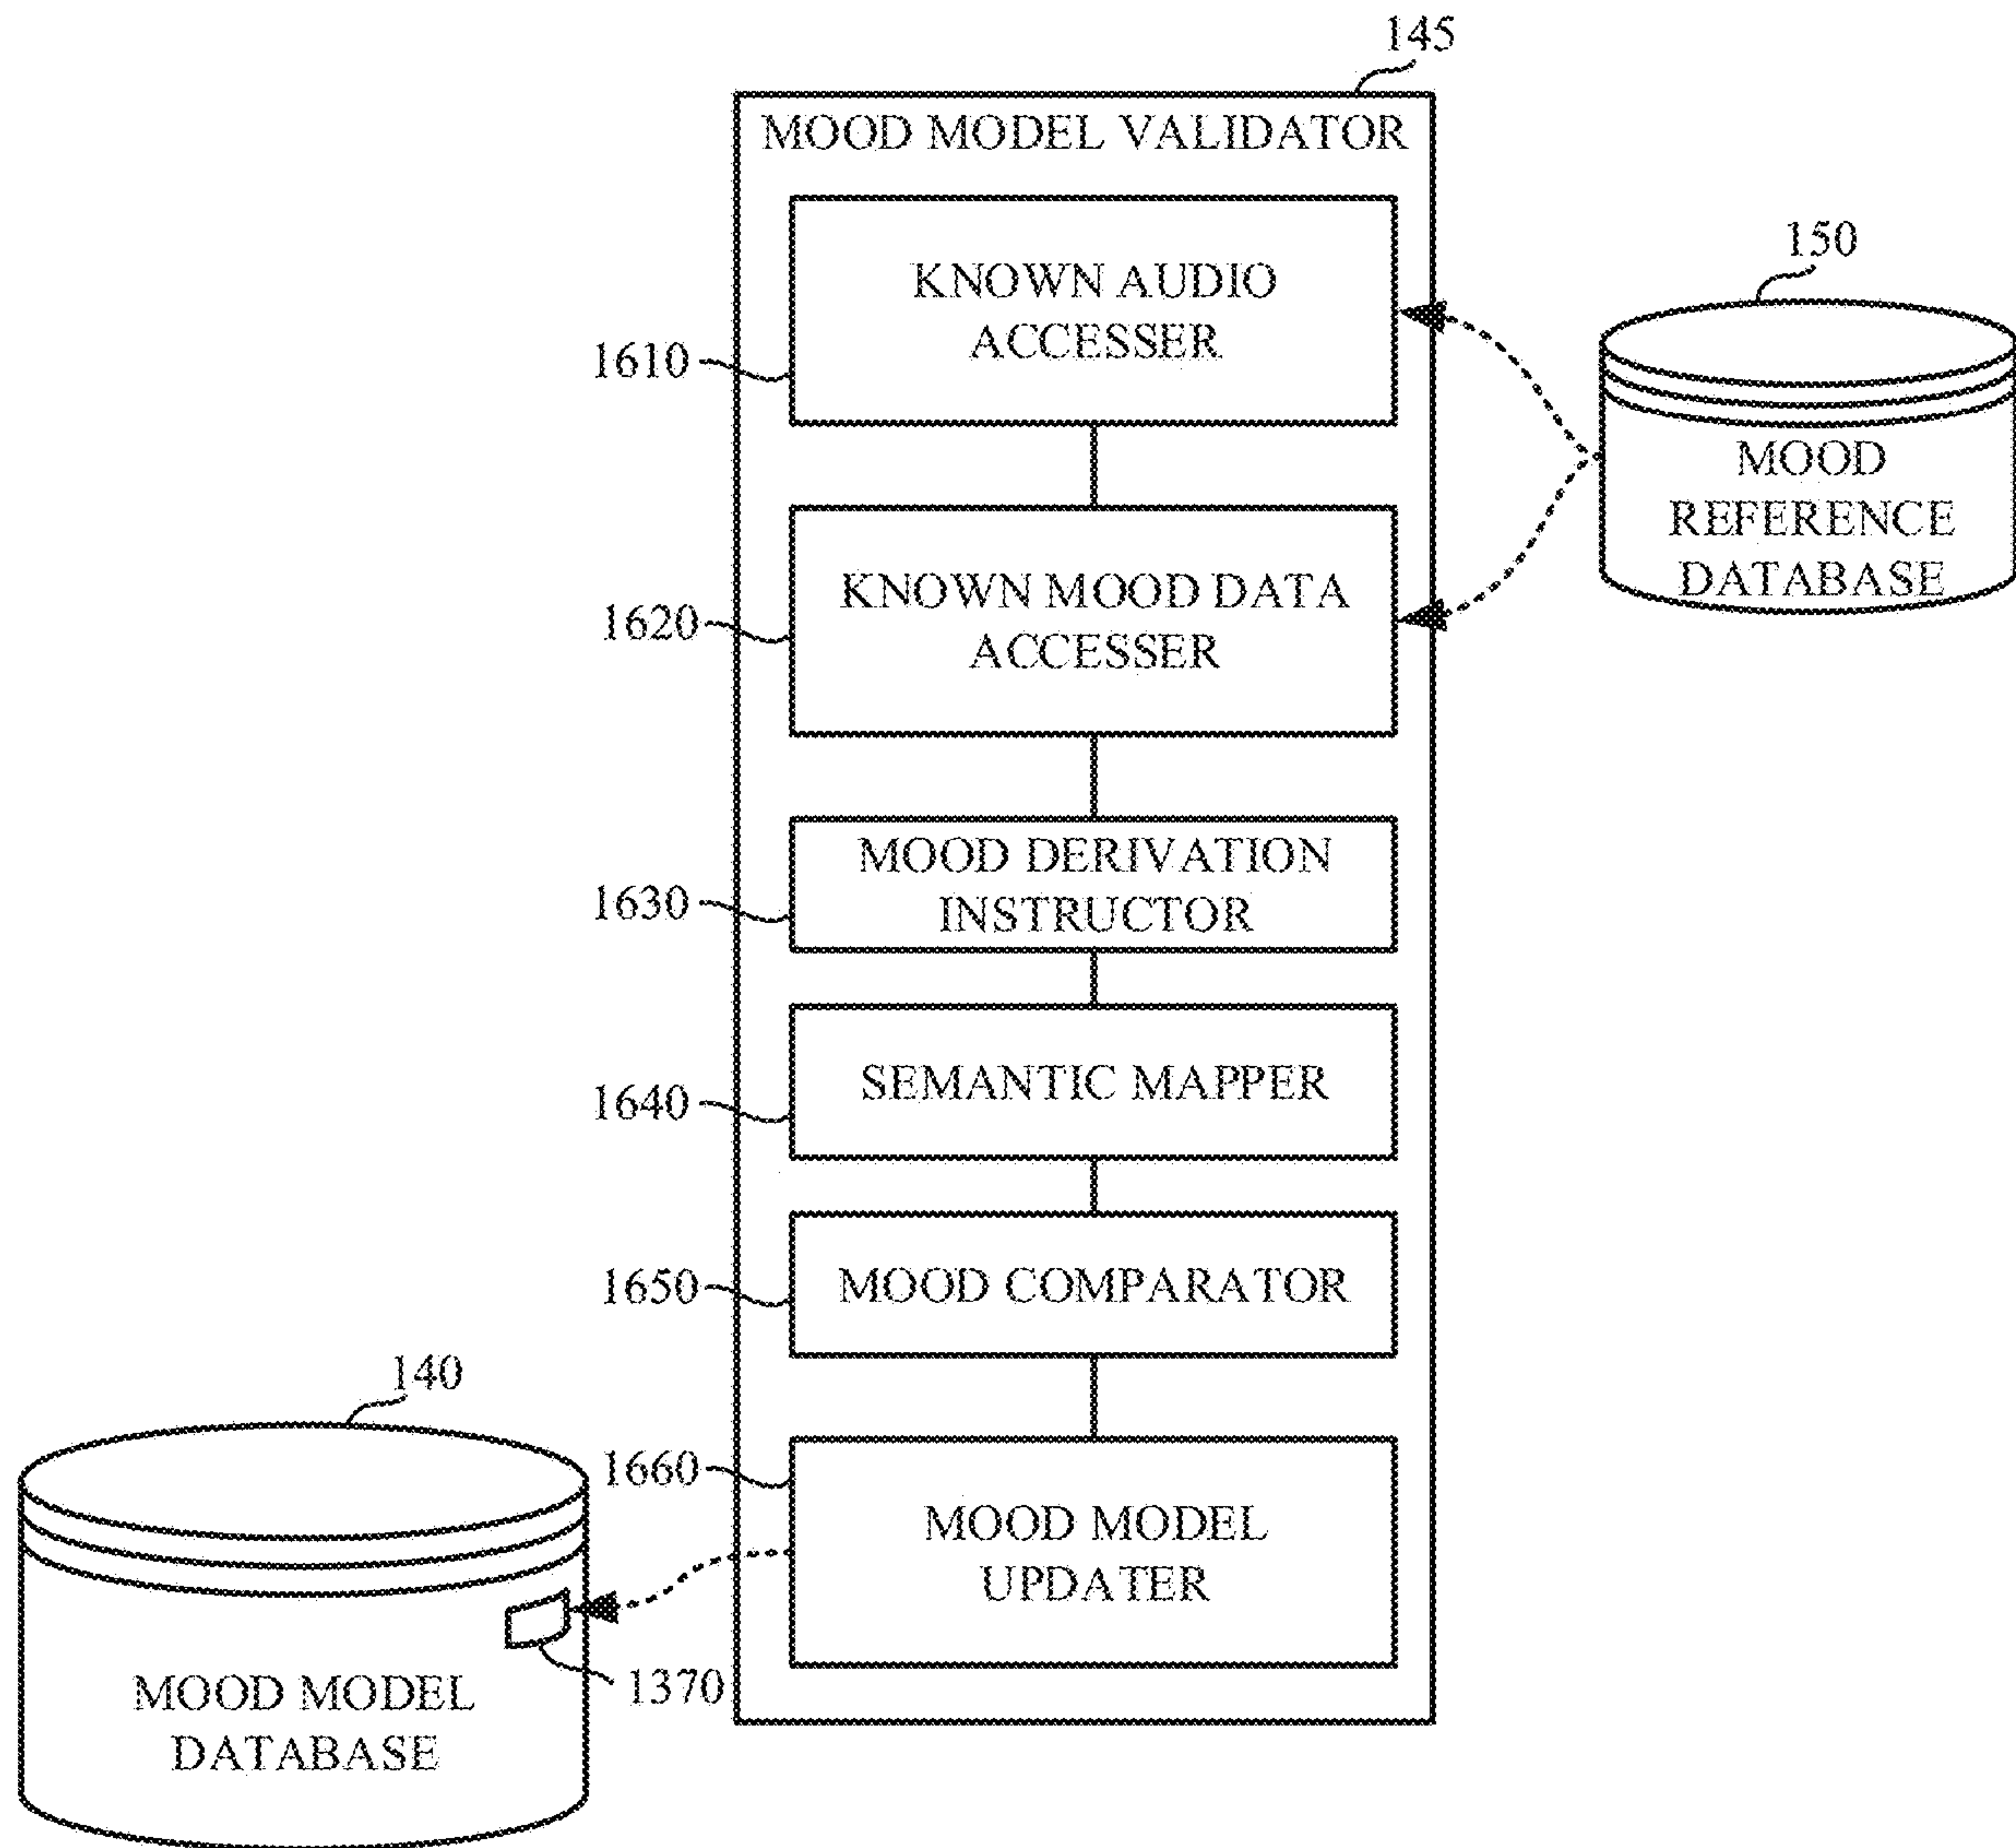 145
MOOD MODEL VALIDATOR
KNOWN AUDIO
ACCESSER
1610
150
MOOD
REFERENCE
DATABASE
KNOWN MOOD DATA
ACCESSER
1620
MOOD DERIVATION
INSTRUCTOR
1630
SEMANTIC MAPPER
1640
MOOD COMPARATOR
1650
140
1660
MOOD MODEL
UPDATER
1370
MOOD MODEL
DATABASE